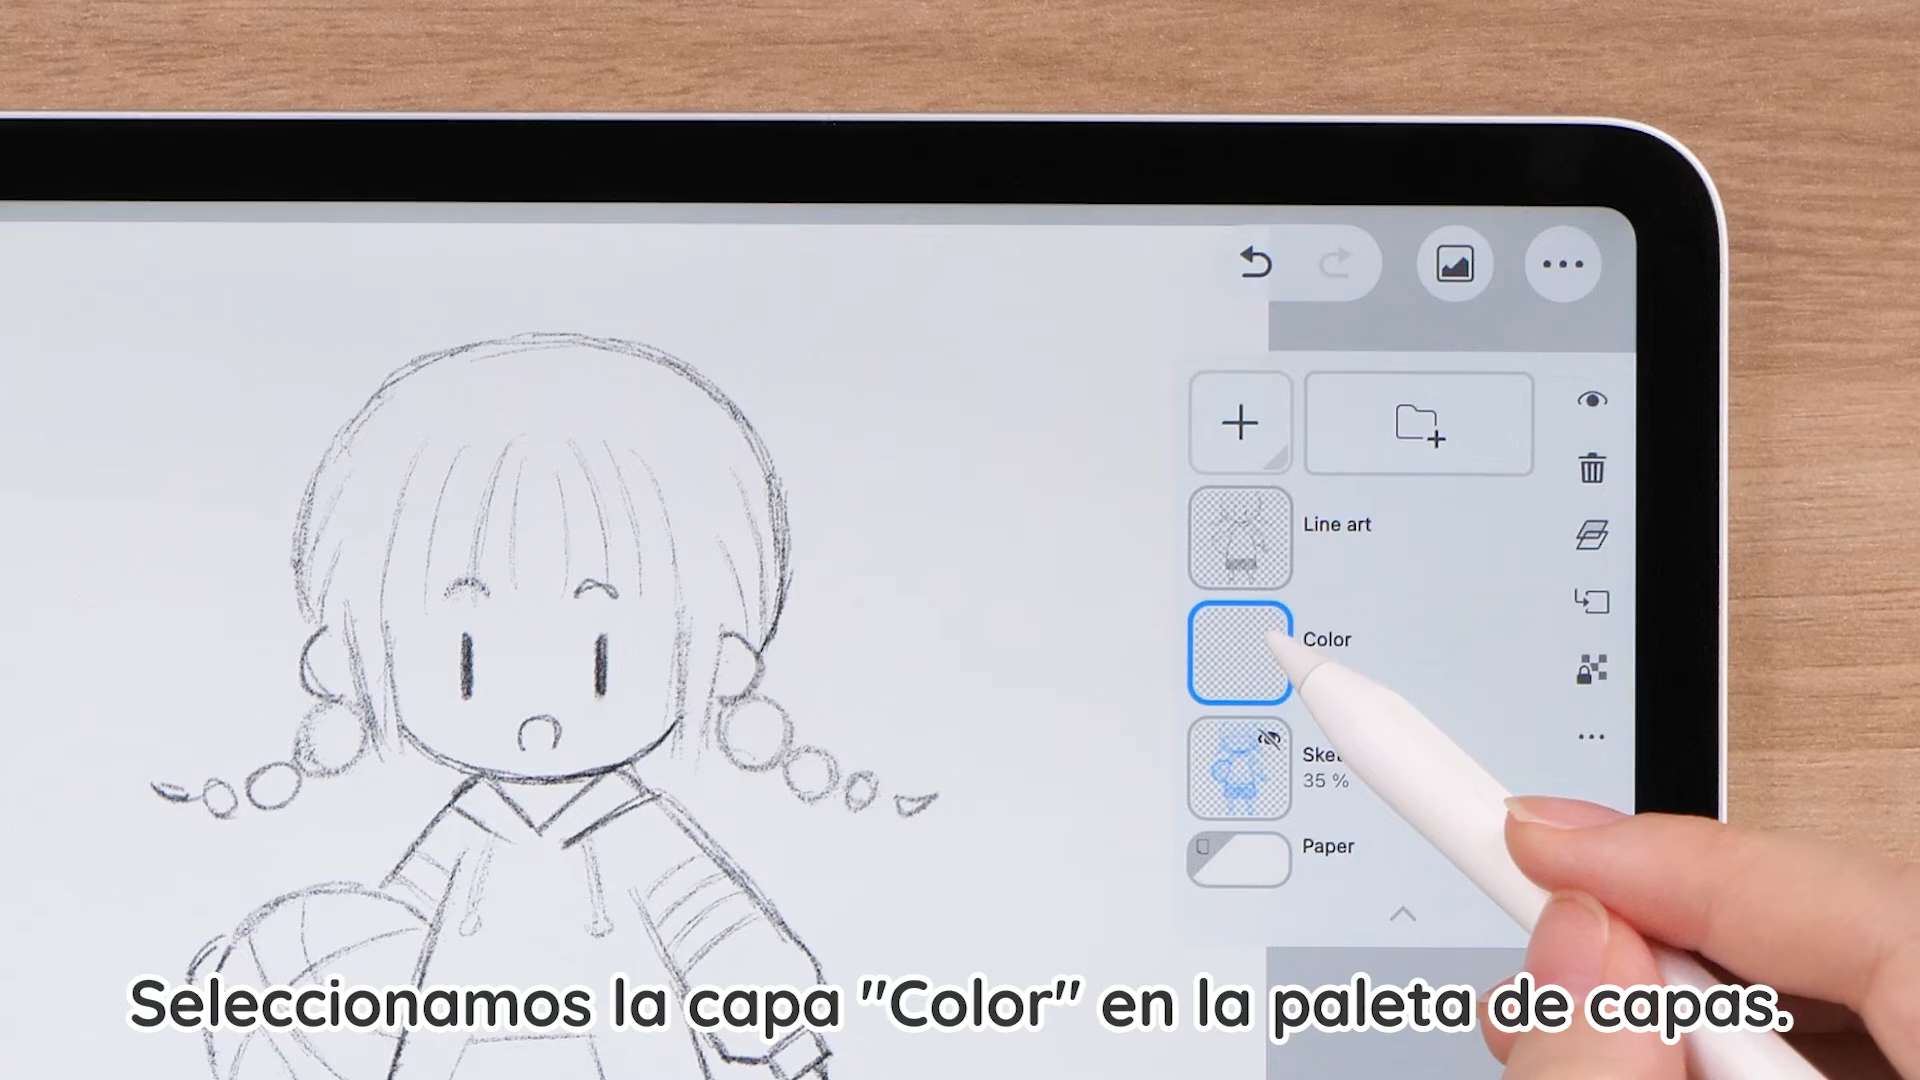 Line art
Color
35 %
Paper
Seleccionamos la capa "Color" en la paleta de capas.